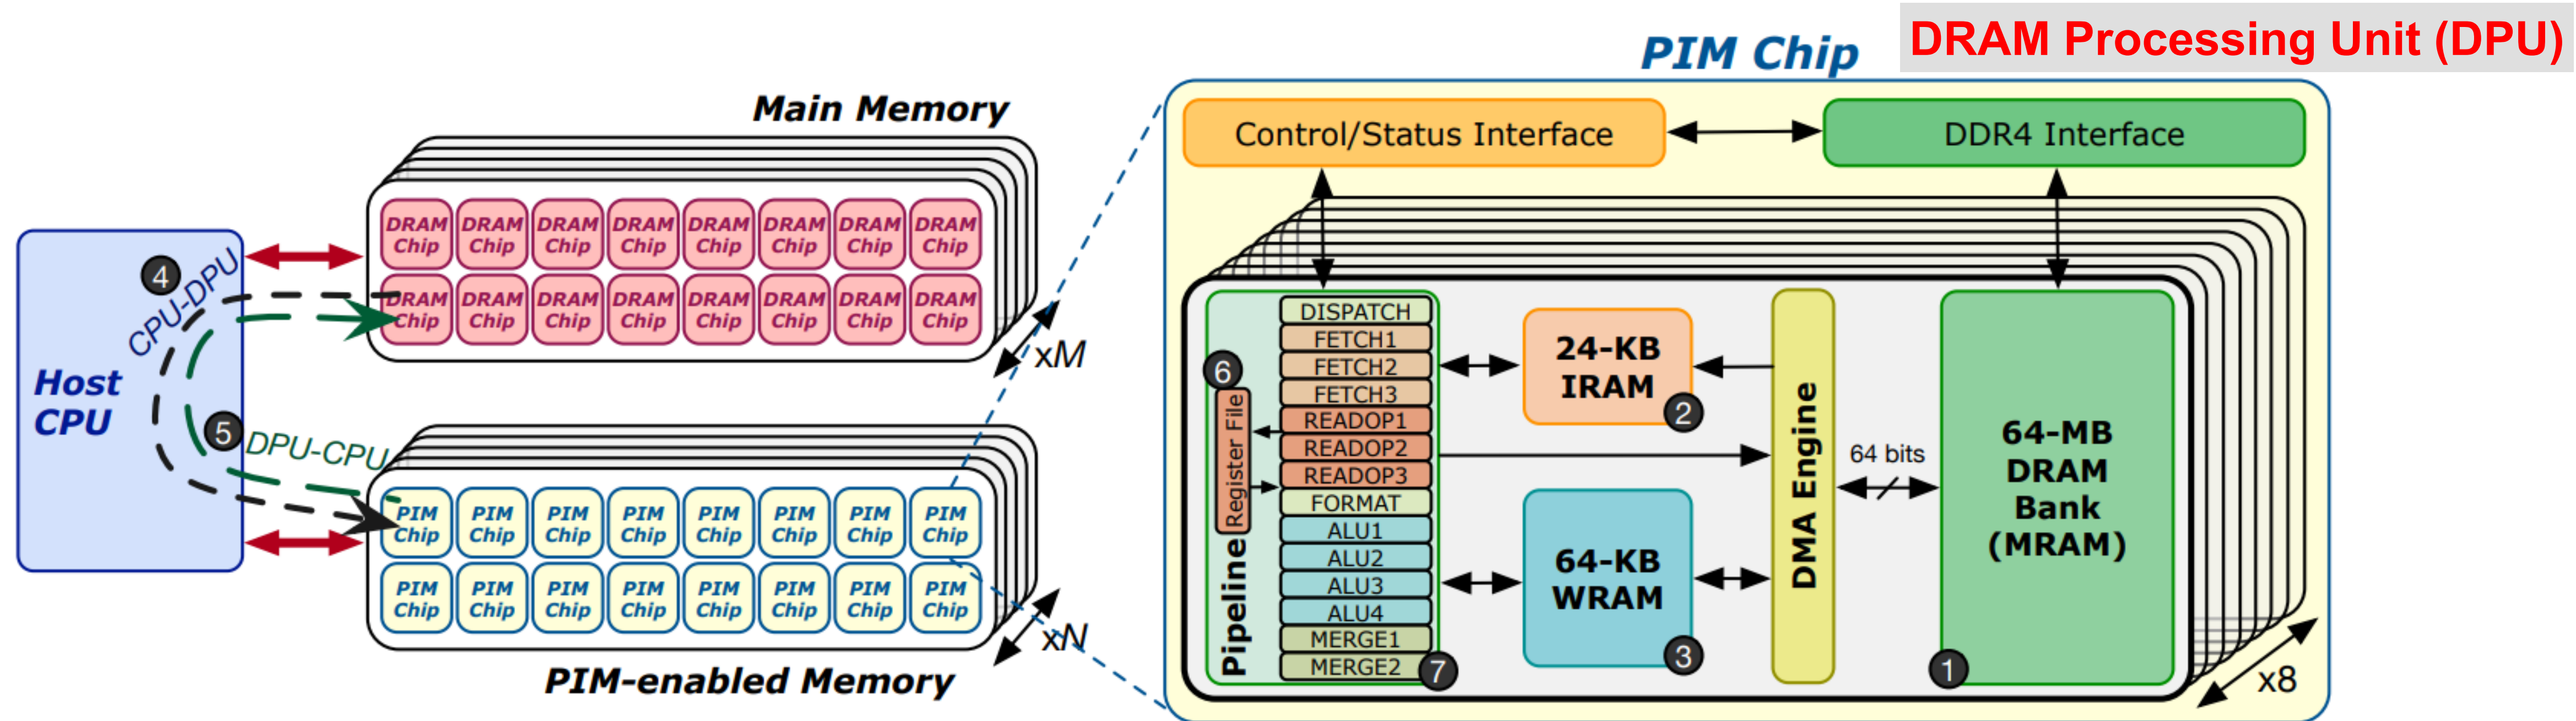 DRAM Processing Unit (DPU)
PIM Chip
Main Memory
Control/Status Interface
DDR4 Interface
DRAM DRAM DRAM DRAM DRAM DRAM DRAM DRAM
Chip Chip Chip Chip Chip Chip Chip Chip
DRAM DRAM DRAM DRAM DRAM DRAM DRAM DRAM
Chip Chip Chip Chip Chip Chip Chip Chip
xM
4
CPU-DPU
Host
CPU
5
DPU-CPU
PIM PIM PIM PIM PIM PIM PIM PIM
Chip Chip Chip Chip Chip Chip Chip Chip
PIM PIM PIM PIM PIM PIM PIM PIM
Chip Chip Chip Chip Chip Chip Chip Chip
xN
PIM-enabled Memory
6
Register File
Pipeline
DISPATCH
FETCH1
FETCH2
FETCH3
READOP1
READOP2
READOP3
FORMAT
ALU1
ALU2
ALU3
ALU4
MERGE1
MERGE2
7
24-KB
IRAM
2
64-KB
WRAM
3
DMA Engine
64 bits
64-MB
DRAM
Bank
(MRAM)
1
x8